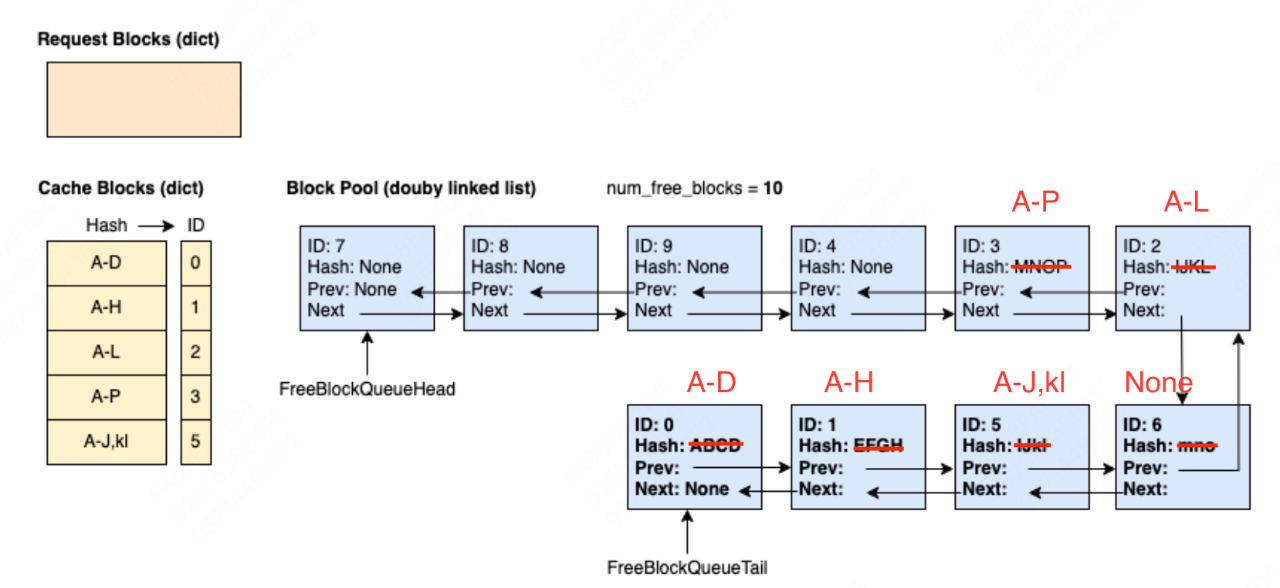 Request Blocks (dict)
Cache Blocks (dict)
Hash ID
A-D 0
A-H 1
A-L 2
A-P 3
A-J,kl 5
Block Pool (douby linked list)
num_free_blocks = 10
A-P
A-L
ID: 7
Hash: None
Prev: None
Next
ID: 8
Hash: None
Prev:
Next
ID: 9
Hash: None
Prev:
Next
ID: 4
Hash: None
Prev:
Next
ID: 3
Hash: MNOP
Prev:
Next
ID: 2
Hash: IJKL
Prev:
Next:
FreeBlockQueueHead
A-D
A-H
A-J,kl
None
ID: 0
Hash: ABCD
Prev:
Next: None
ID: 1
Hash: EFGH
Prev:
Next:
ID: 5
Hash: IJkl
Prev:
Next:
ID: 6
Hash: mno
Prev:
Next:
FreeBlockQueueTail